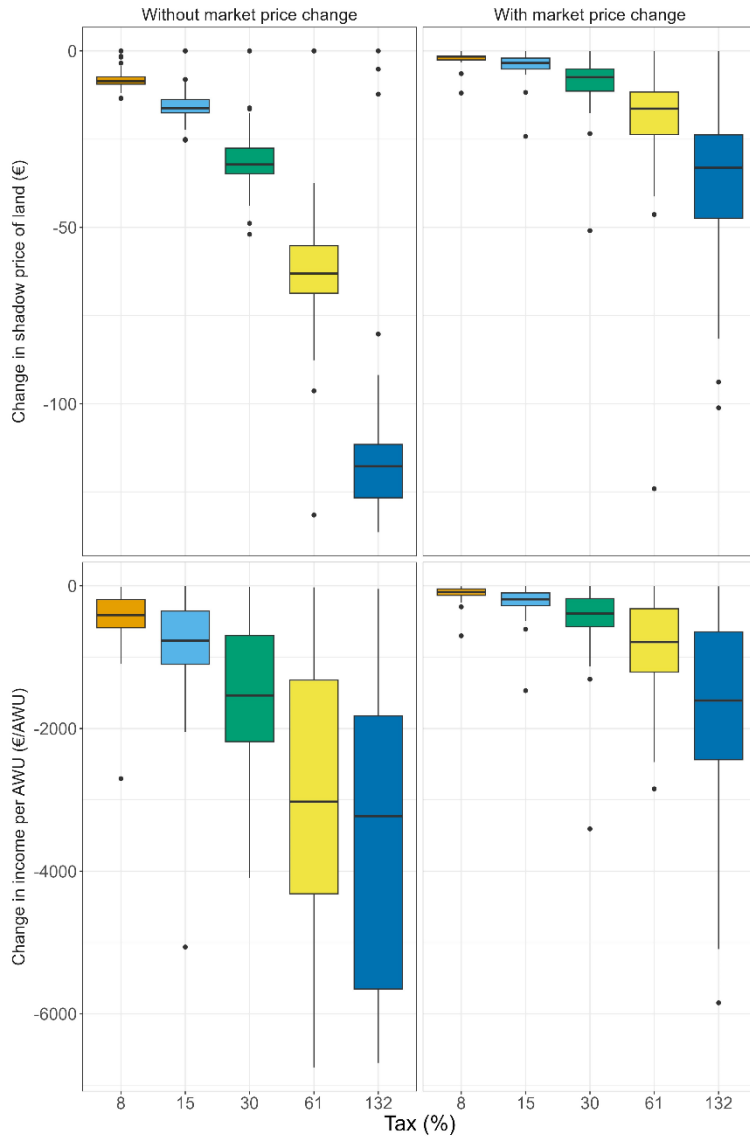 Without market price change
With market price change
Change in shadow price of land (€)
0
-50
-100
Change in income per AWU (€/AWU)
0
-2000
-4000
-6000
8 15 30 61 132
8 15 30 61 132
Tax (%)